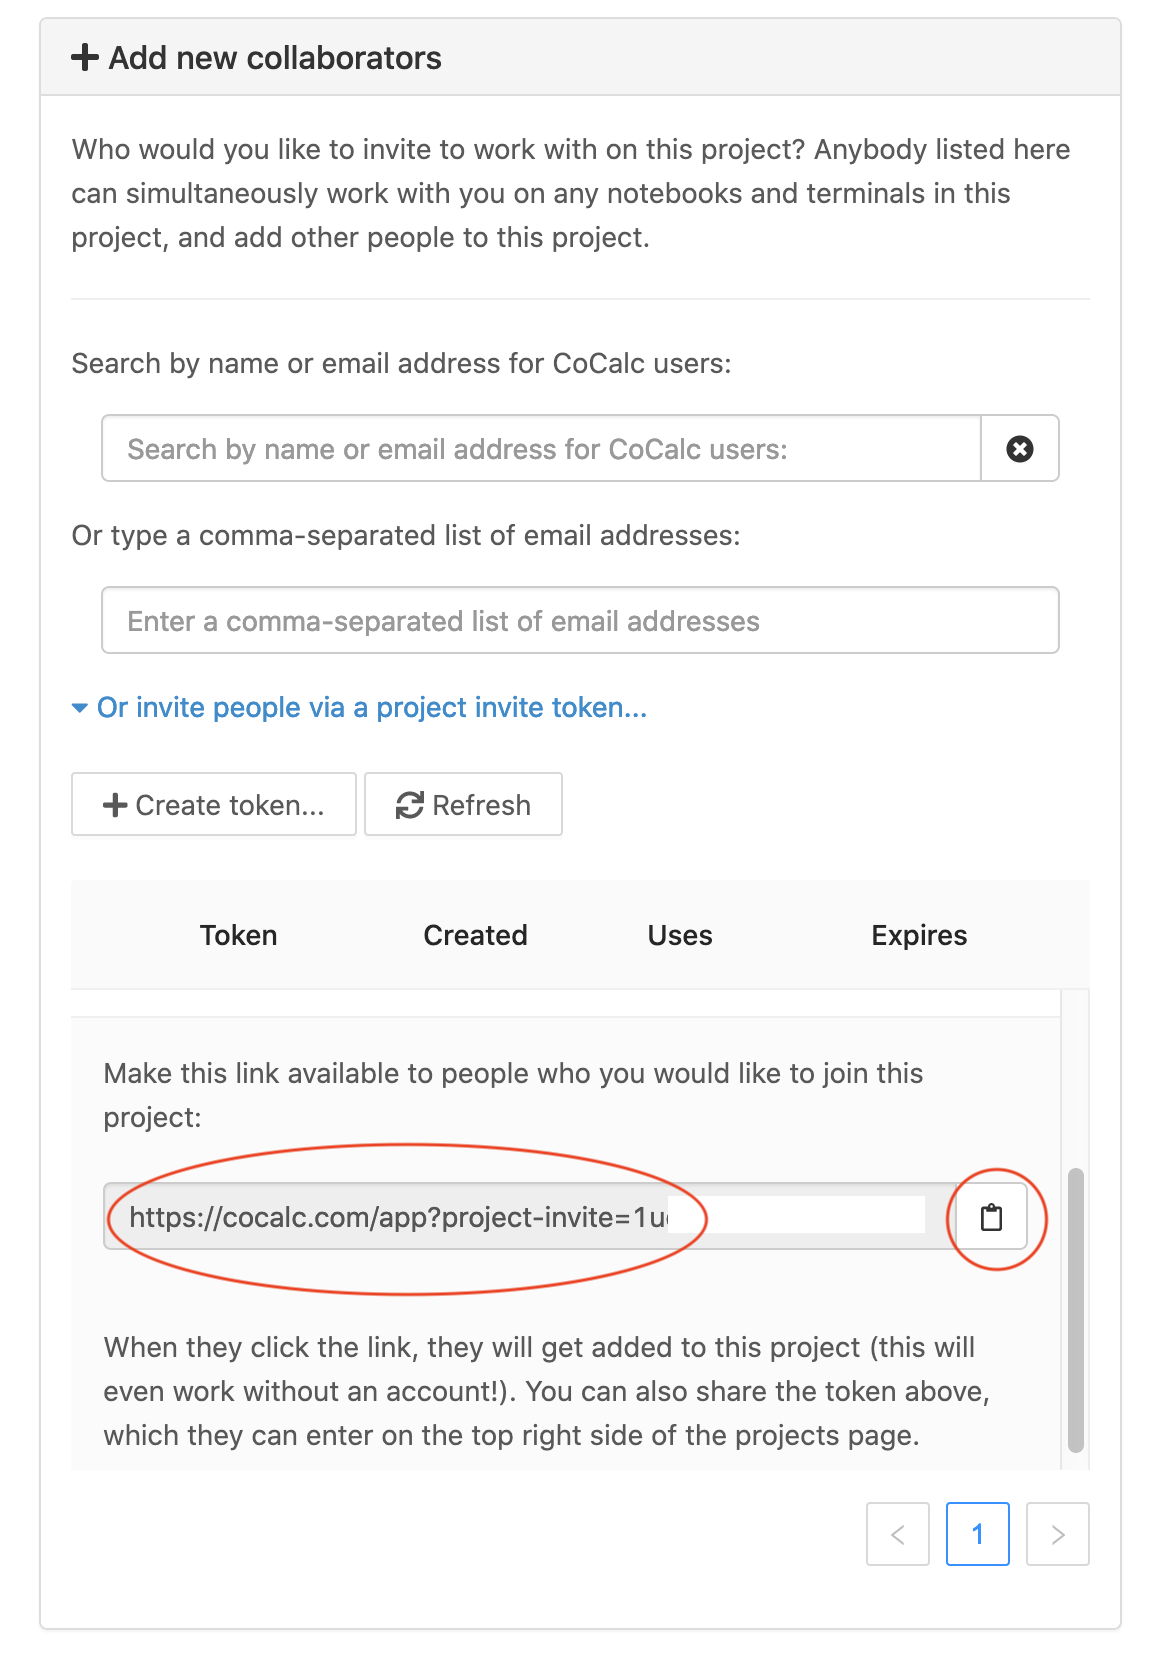 Add new collaborators
Who would you like to invite to work with on this project? Anybody listed here
can simultaneously work with you on any notebooks and terminals in this
project, and add other people to this project.
Search by name or email address for CoCalc users:
Search by name or email address for CoCalc users:
Or type a comma-separated list of email addresses:
Enter a comma-separated list of email addresses
Or invite people via a project invite token...
Create token... Refresh
Token Created Uses Expires
Make this link available to people who you would like to join this
project:
https://cocalc.com/app?project-invite=1u
When they click the link, they will get added to this project (this will
even work without an account!). You can also share the token above,
which they can enter on the top right side of the projects page.
< 1 >